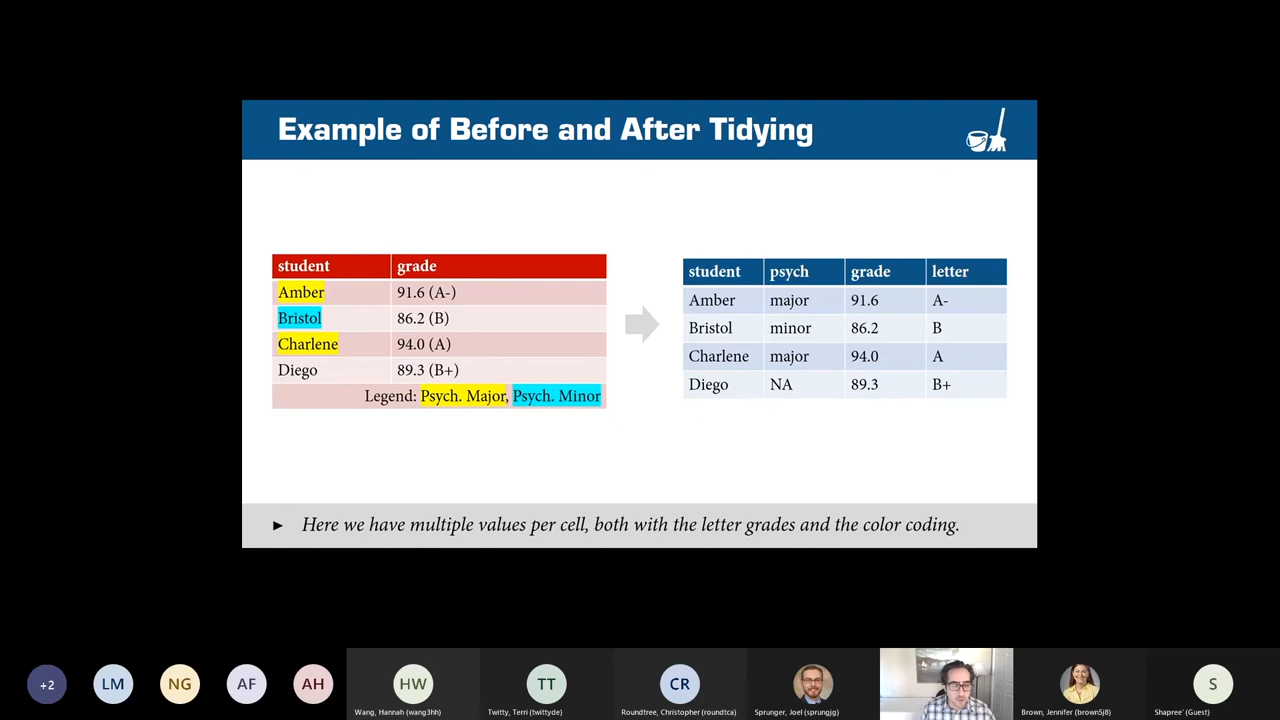 Example of Before and After Tidying
student grade
Amber 91.6 (A-)
Bristol 86.2 (B)
Charlene 94.0 (A)
Diego 89.3 (B+)
Legend: Psych. Major, Psych. Minor
student psych grade letter
Amber major 91.6 A-
Bristol minor 86.2 B
Charlene major 94.0 A
Diego NA 89.3 B+
► Here we have multiple values per cell, both with the letter grades and the color coding.
+2 LM NG AF AH HW TT CR S
Wang, Hannah (wang3hh) Twitty, Terri (twittyde) Roundtree, Christopher (roundtca) Sprunger, Joel (sprungjg) Brown, Jennifer (brown5j8) Shapree' (Guest)